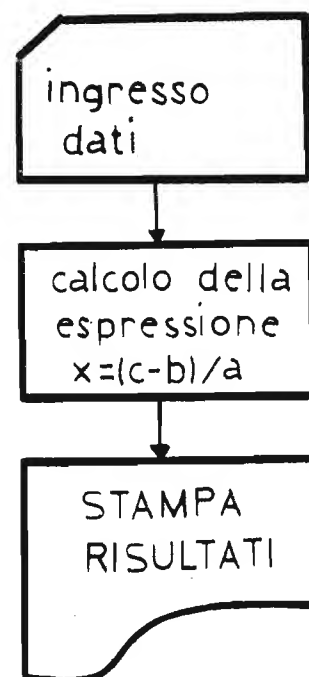 ingresso
dati
calcolo della
espressione
x=(c-b)/a
STAMPA
RISULTATI